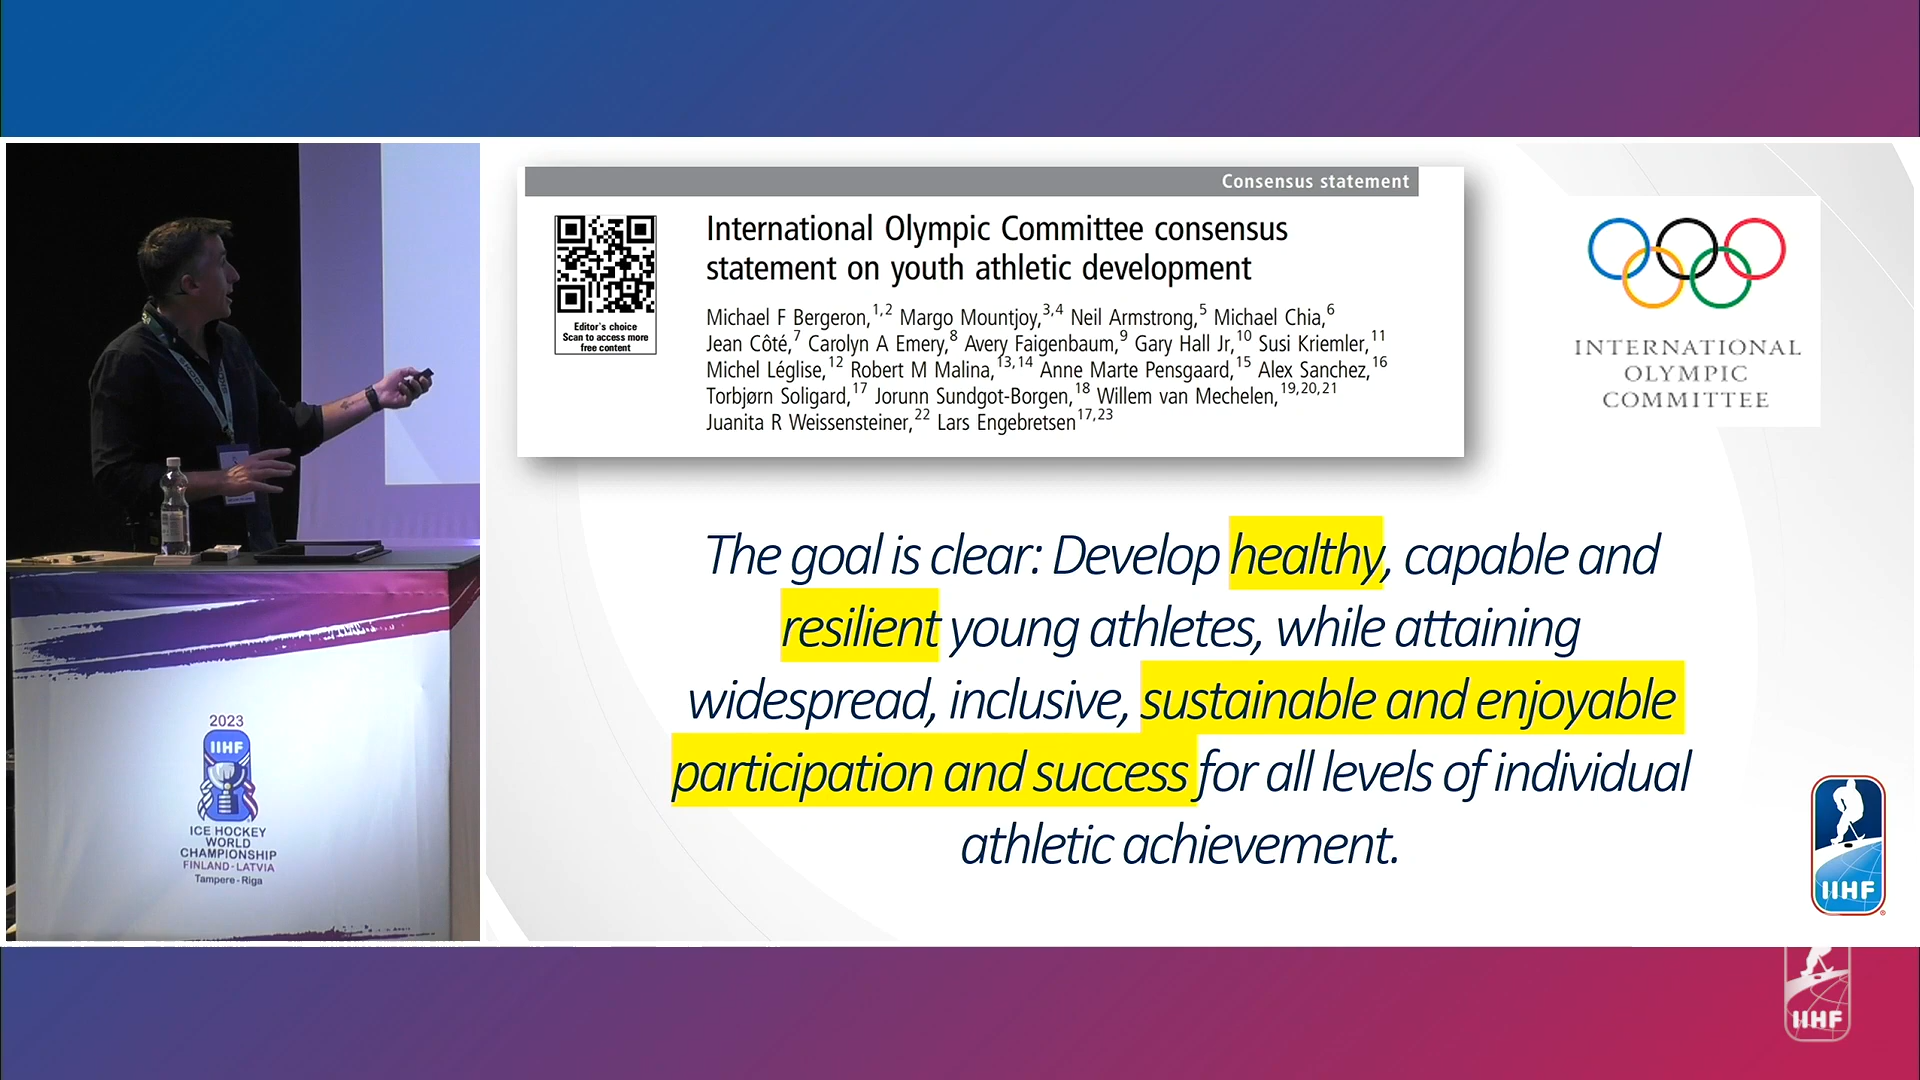 Consensus statement
International Olympic Committee consensus
statement on youth athletic development
Editor's choice
Scan to access more
free content
Michael F Bergeron,1,2 Margo Mountjoy,3,4 Neil Armstrong,5 Michael Chia,6
Jean Côté,7 Carolyn A Emery,8 Avery Faigenbaum,9 Gary Hall Jr,10 Susi Kriemler,11
Michel Léglise,12 Robert M Malina,13,14 Anne Marte Pensgaard,15 Alex Sanchez,16
Torbjørn Soligard,17 Jorunn Sundgot-Borgen,18 Willem van Mechelen,19,20,21
Juanita R Weissensteiner,22 Lars Engebretsen17,23
INTERNATIONAL
OLYMPIC
COMMITTEE
The goal is clear: Develop healthy, capable and
resilient young athletes, while attaining
widespread, inclusive, sustainable and enjoyable
participation and success for all levels of individual
athletic achievement.
IIHF
®
2023
IIHF
ICE HOCKEY
WORLD
CHAMPIONSHIP
FINLAND - LATVIA
Tampere - Riga
IIHF